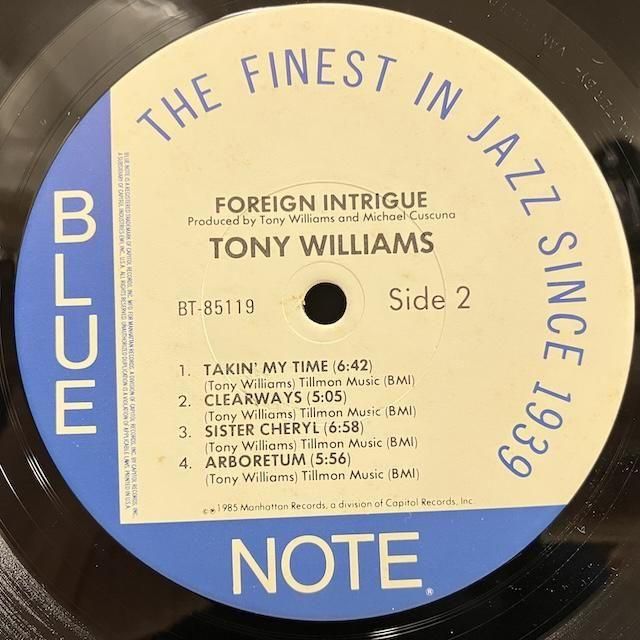 THE FINEST IN JAZZ SINCE 1939
BLUE
FOREIGN INTRIGUE
Produced by Tony Williams and Michael Cuscuna
TONY WILLIAMS
BT-85119
Side 2
1. TAKIN' MY TIME (6:42)
(Tony Williams) Tillmon Music (BMI)
2. CLEARWAYS (5:05)
(Tony Williams) Tillmon Music (BMI)
3. SISTER CHERYL (6:58)
(Tony Williams) Tillmon Music (BMI)
4. ARBORETUM (5:56)
(Tony Williams) Tillmon Music (BMI)
©℗1985 Manhattan Records, a division of Capitol Records, Inc.
NOTE®